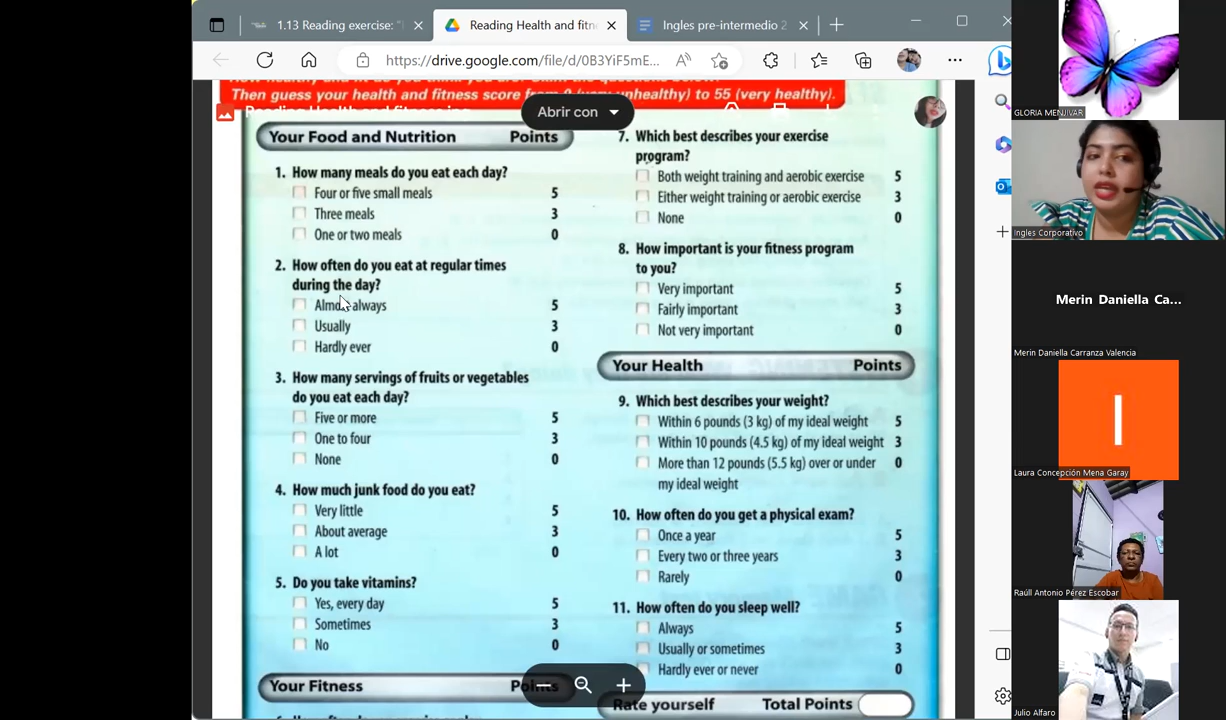 1.13 Reading exercise:
Reading Health and fitn
Ingles pre-intermedio 2
https://drive.google.com/file/d/0B3YiF5mE...
Then guess your health and fitness score from 0 (very unhealthy) to 55 (very healthy).
Abrir con
Your Food and Nutrition Points
1. How many meals do you eat each day?
Four or five small meals 5
Three meals 3
One or two meals 0
2. How often do you eat at regular times
during the day?
Almost always 5
Usually 3
Hardly ever 0
3. How many servings of fruits or vegetables
do you eat each day?
Five or more 5
One to four 3
None 0
4. How much junk food do you eat?
Very little 5
About average 3
A lot 0
5. Do you take vitamins?
Yes, every day 5
Sometimes 3
No 0
Your Fitness Points
7. Which best describes your exercise
program?
Both weight training and aerobic exercise 5
Either weight training or aerobic exercise 3
None 0
8. How important is your fitness program
to you?
Very important 5
Fairly important 3
Not very important 0
Your Health Points
9. Which best describes your weight?
Within 6 pounds (3 kg) of my ideal weight 5
Within 10 pounds (4.5 kg) of my ideal weight 3
More than 12 pounds (5.5 kg) over or under 0
my ideal weight
10. How often do you get a physical exam?
Once a year 5
Every two or three years 3
Rarely 0
11. How often do you sleep well?
Always 5
Usually or sometimes 3
Hardly ever or never 0
Rate yourself Total Points
GLORIA MENJIVAR
Ingles Corporativo
Merin Daniella Ca...
Merin Daniella Carranza Valencia
I
Laura Concepción Mena Garay
Raúll Antonio Pérez Escobar
Julio Alfaro